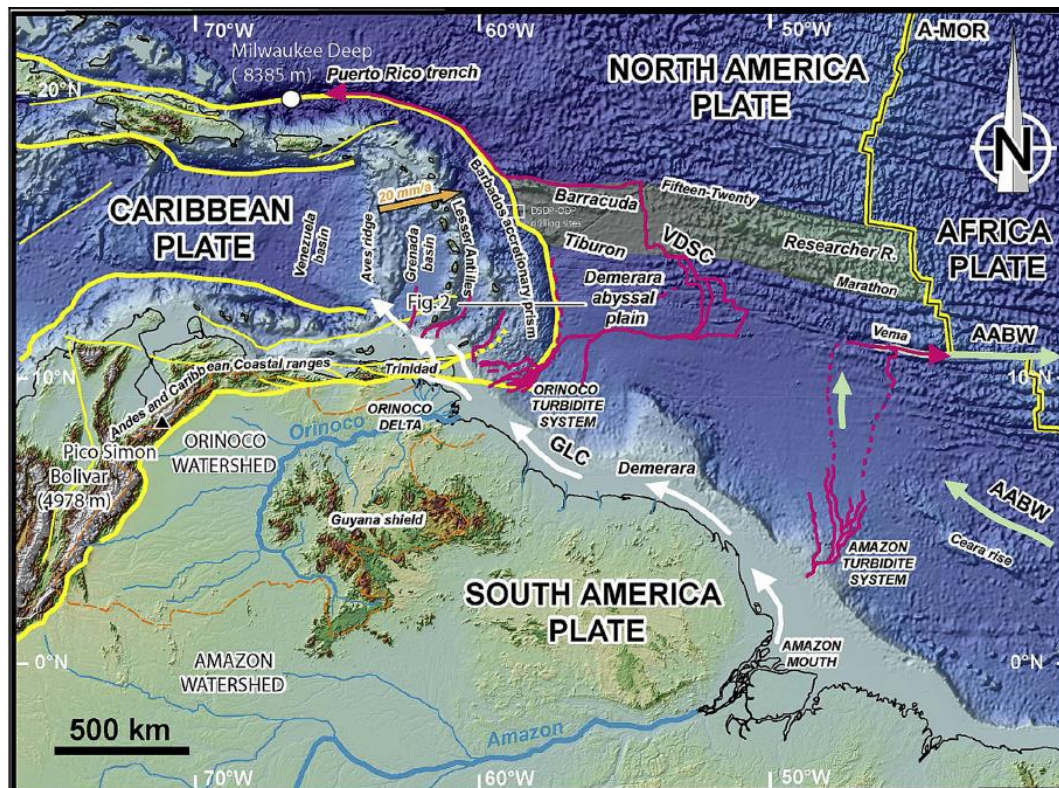 70°W
60°W
50°W
A-MOR
Milwaukee Deep
( 8385 m)
Puerto Rico trench
20°N
NORTH AMERICA
PLATE
N
CARIBBEAN
PLATE
20 mm/a
Venezuela
basin
Aves ridge
Grenada
basin
Lesser Antilles
Barbados accretionary prism
DSDP-ODP
drilling sites
Barracuda
Tiburon
Fifteen-Twenty
VDSC
Researcher R.
Marathon
AFRICA
PLATE
Demerara
abyssal
plain
Fig. 2
Vema
AABW
10°N
10°N
Andes and Caribbean Coastal ranges
Trinidad
ORINOCO
TURBIDITE
SYSTEM
ORINOCO
DELTA
Orinoco
ORINOCO
WATERSHED
Pico Simon
Bolivar
(4978 m)
GLC
Demerara
AABW
Ceara rise
Guyana shield
AMAZON
TURBIDITE
SYSTEM
SOUTH AMERICA
PLATE
0°N
0°N
AMAZON
WATERSHED
AMAZON
MOUTH
500 km
Amazon
70°W
60°W
50°W